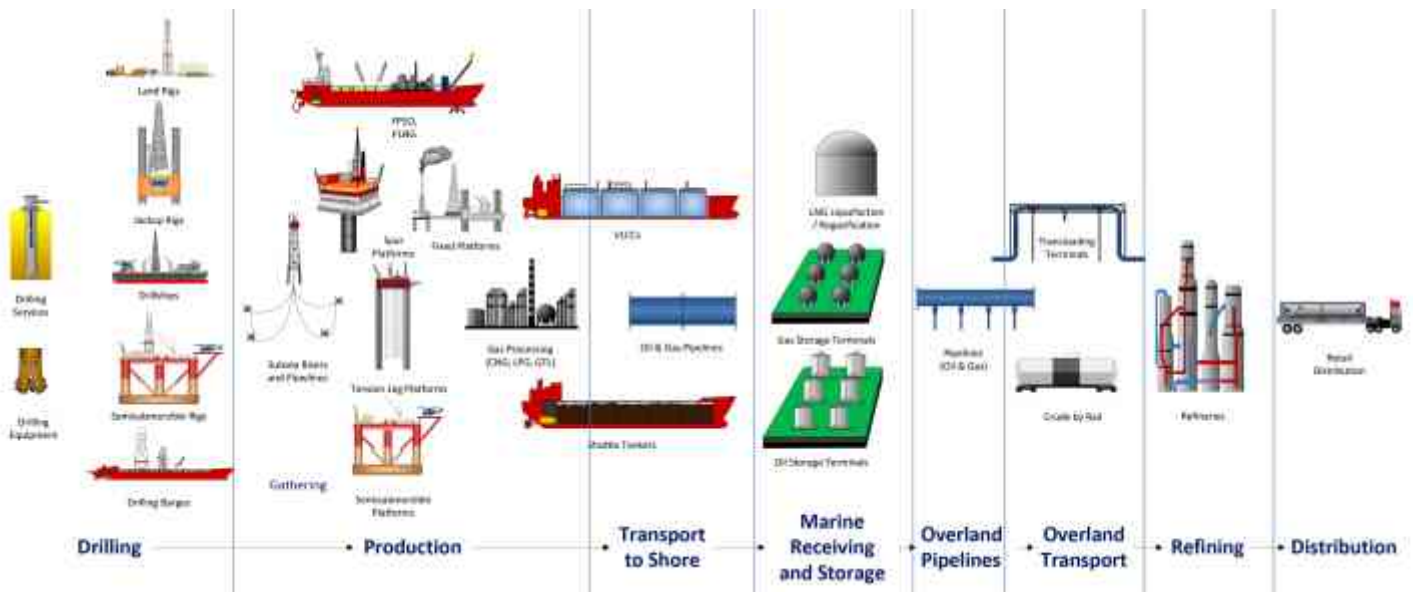 Land Rigs
Jackup Rigs
Drillships
Semisubmersible Rigs
Drilling Barges
Drilling
Services
Drilling
Equipment
FPSO,
FLNG
Spar
Platforms
Fixed Platforms
Subsea Risers
and Flowlines
Tension Leg Platforms
Gas Processing
(CNG, LPG, GTL)
Gathering
Semisubmersible
Platforms
VLCCs
Oil & Gas Pipelines
Shuttle Tankers
LNG Liquefaction
/ Regasification
Gas Storage Terminals
Oil Storage Terminals
Manifold
(Oil & Gas)
Transloading
Terminals
Crude by Rail
Refineries
Retail
Distribution
Drilling
Production
Transport
to Shore
Marine
Receiving
and Storage
Overland
Pipelines
Overland
Transport
Refining
Distribution